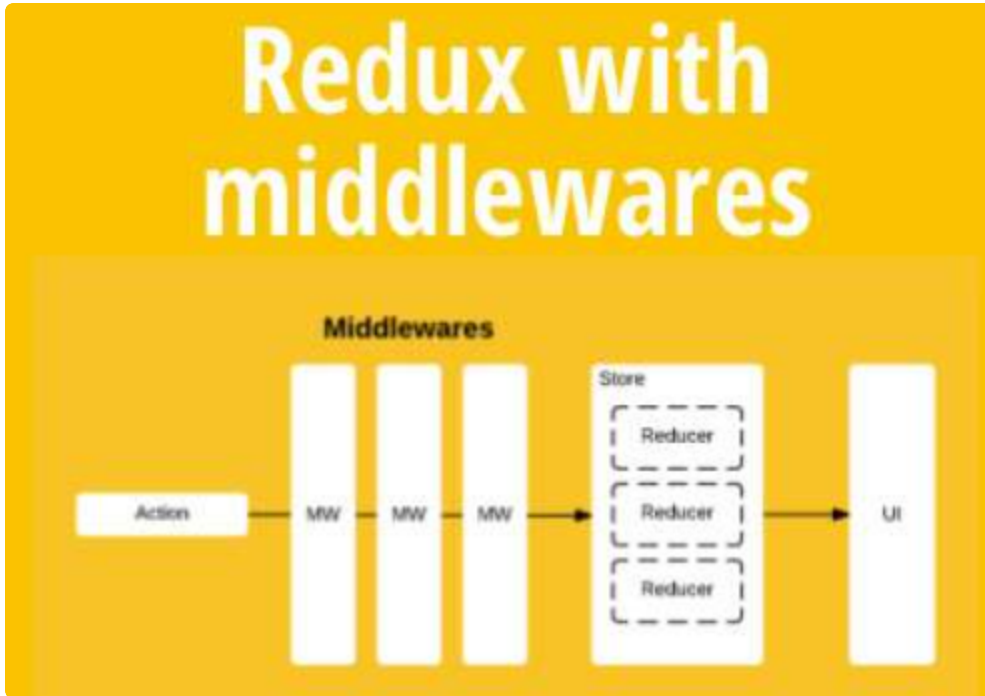 Redux with
middlewares
Middlewares
Store
Reducer
Action
MW
MW
MW
Reducer
UI
Reducer